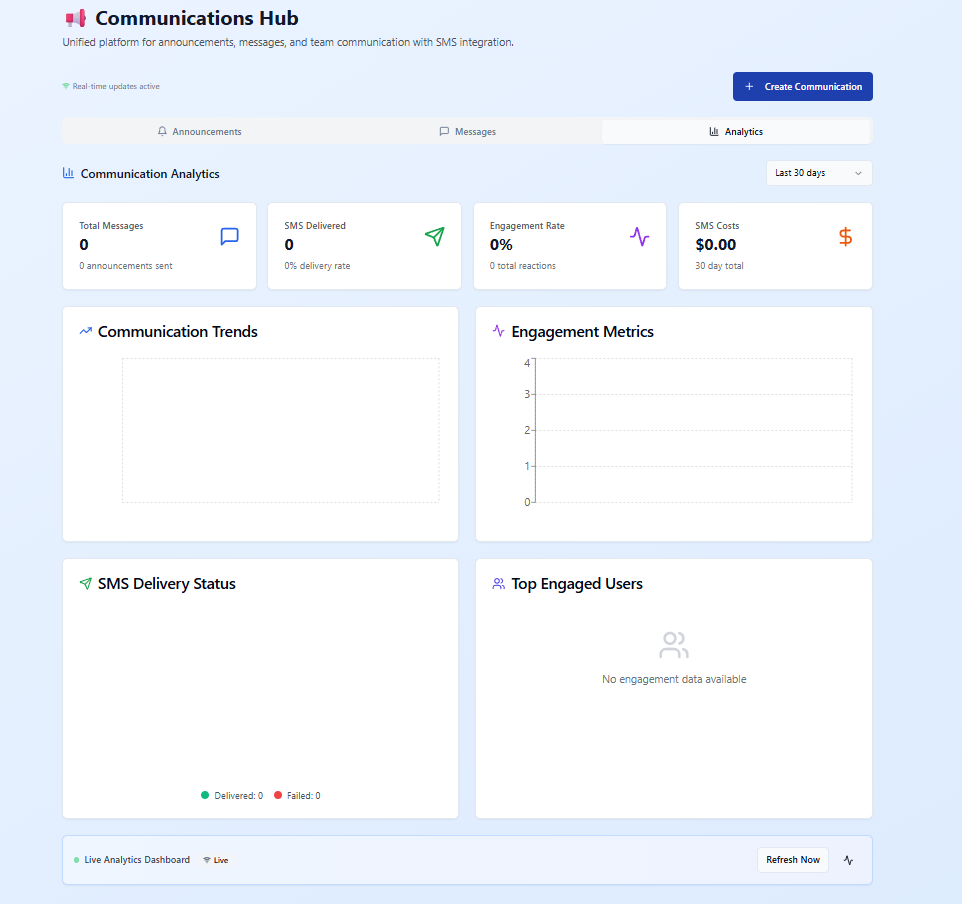 Communications Hub
Unified platform for announcements, messages, and team communication with SMS integration.
Real-time updates active
+ Create Communication
Announcements
Messages
Analytics
Communication Analytics
Last 30 days
Total Messages
0
0 announcements sent
SMS Delivered
0
0% delivery rate
Engagement Rate
0%
0 total reactions
SMS Costs
$0.00
30 day total
Communication Trends
Engagement Metrics
4
3
2
1
0
SMS Delivery Status
Delivered: 0
Failed: 0
Top Engaged Users
No engagement data available
Live Analytics Dashboard
Live
Refresh Now